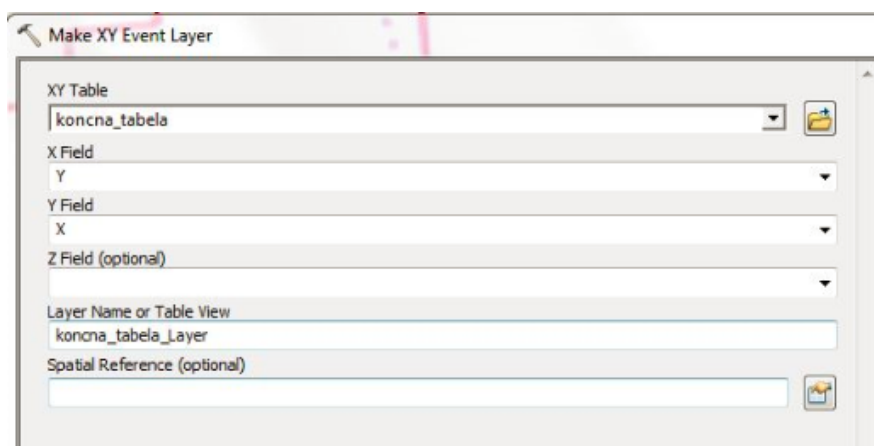 Make XY Event Layer
XY Table
koncna_tabela
X Field
Y
Y Field
X
Z Field (optional)
Layer Name or Table View
koncna_tabela_Layer
Spatial Reference (optional)